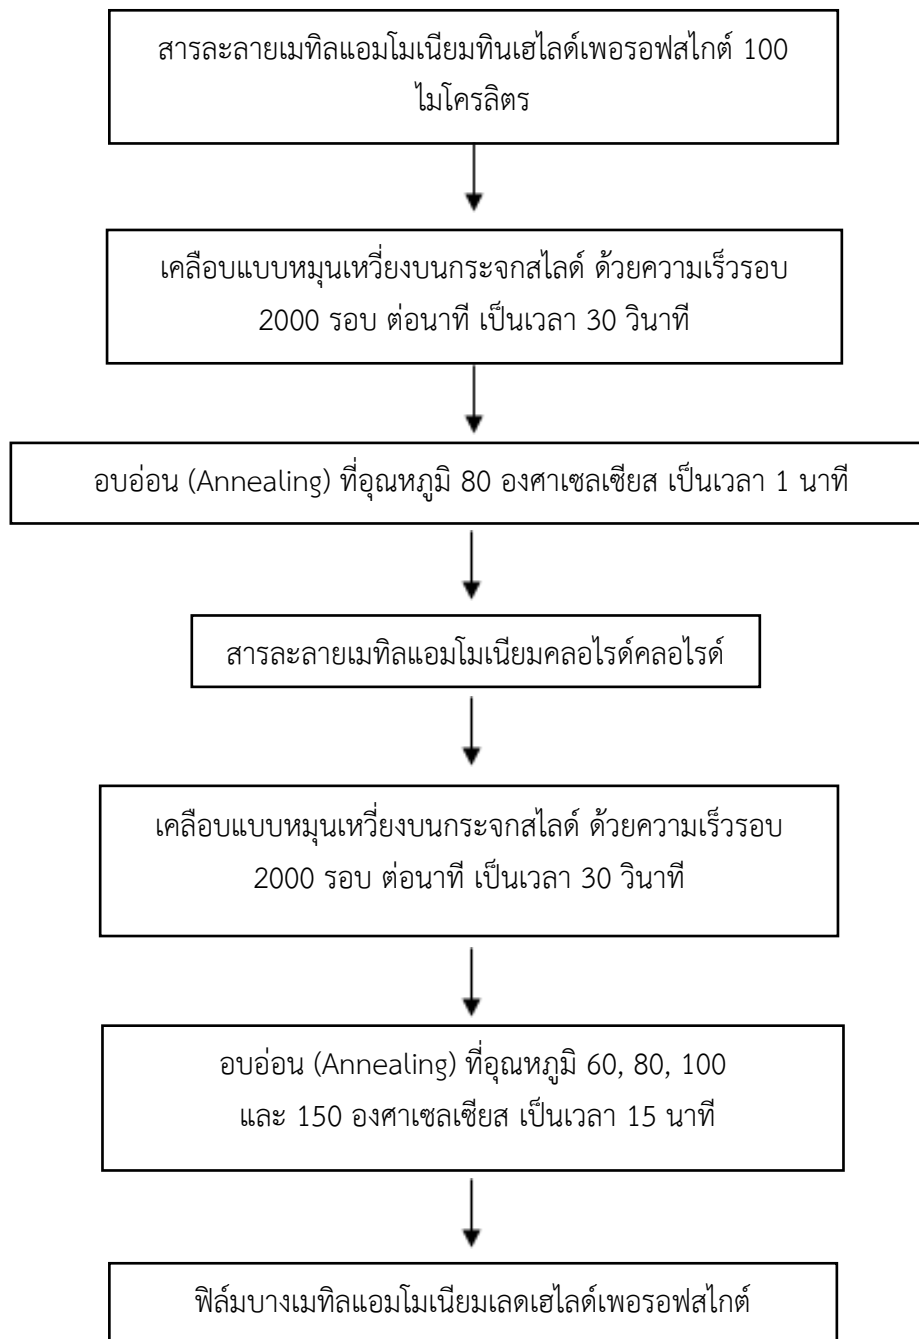 สารละลายเมทิลแอมโมเนียมทินเฮไลด์เพอรอฟสไกต์ 100
ไมโครลิตร
เคลือบแบบหมุนเหวี่ยงบนกระจกสไลด์ ด้วยความเร็วรอบ
2000 รอบ ต่อนาที เป็นเวลา 30 วินาที
อบอ่อน (Annealing) ที่อุณหภูมิ 80 องศาเซลเซียส เป็นเวลา 1 นาที
สารละลายเมทิลแอมโมเนียมคลอไรด์คลอไรด์
เคลือบแบบหมุนเหวี่ยงบนกระจกสไลด์ ด้วยความเร็วรอบ
2000 รอบ ต่อนาที เป็นเวลา 30 วินาที
อบอ่อน (Annealing) ที่อุณหภูมิ 60, 80, 100
และ 150 องศาเซลเซียส เป็นเวลา 15 นาที
ฟิล์มบางเมทิลแอมโมเนียมเลดเฮไลด์เพอรอฟสไกต์